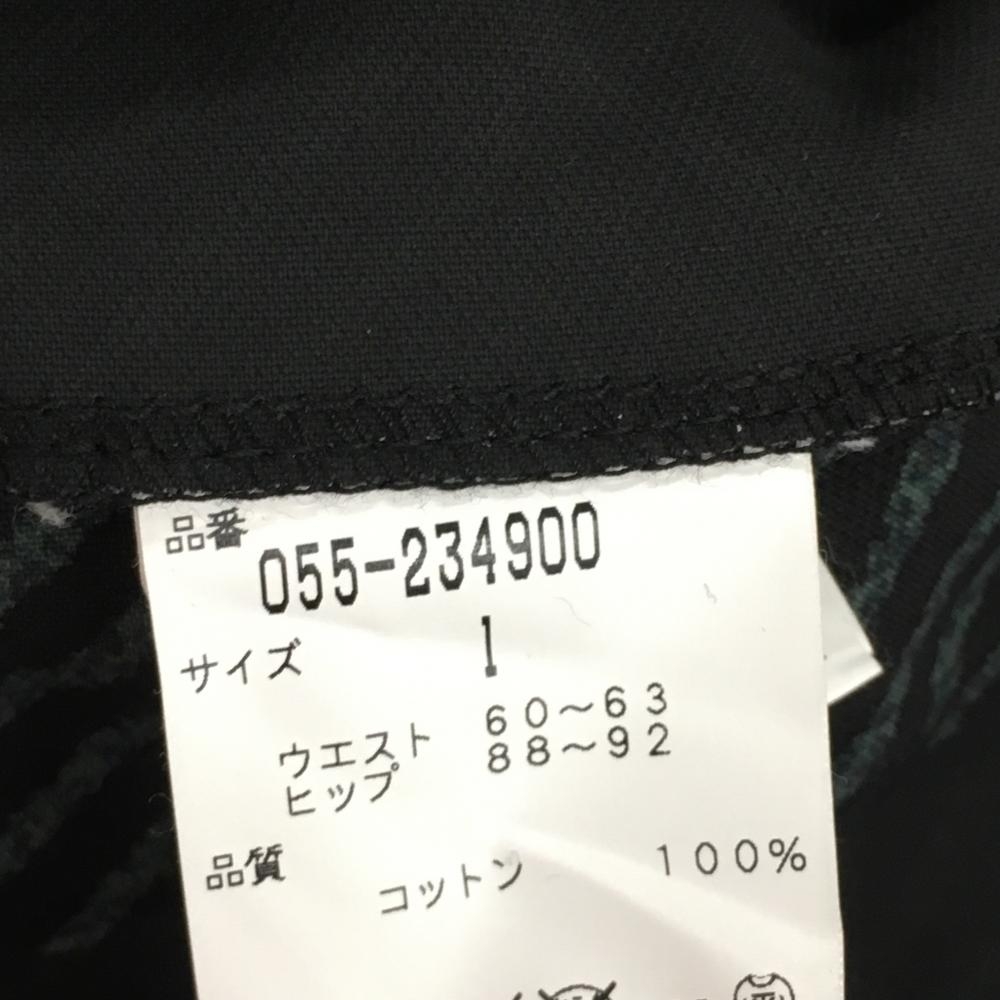 品番 055-234900
サイズ 1
ウエスト 60～63
ヒップ 88～92
品質 コットン 100%